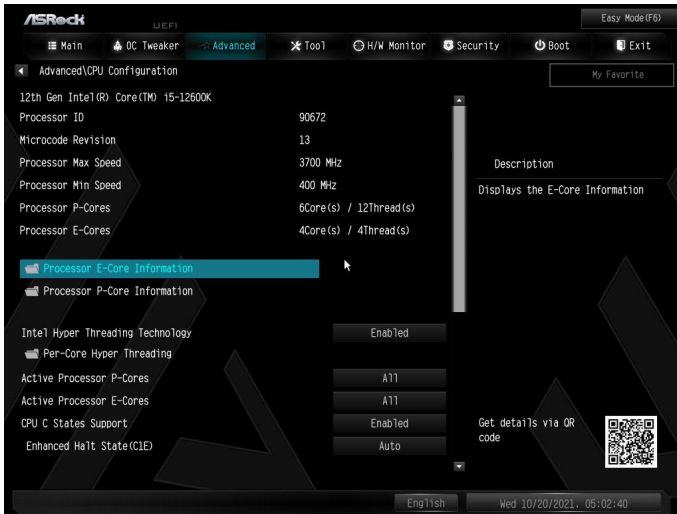 ASRock UEFI Easy Mode(F6)
Main OC Tweaker Advanced Tool H/W Monitor Security Boot Exit
Advanced\CPU Configuration My Favorite
12th Gen Intel(R) Core(TM) i5-12600K
Processor ID 90672
Microcode Revision 13
Processor Max Speed 3700 MHz
Description
Processor Min Speed 400 MHz
Displays the E-Core Information
Processor P-Cores 6Core(s) / 12Thread(s)
Processor E-Cores 4Core(s) / 4Thread(s)
Processor E-Core Information
Processor P-Core Information
Intel Hyper Threading Technology Enabled
Per-Core Hyper Threading
Active Processor P-Cores All
Active Processor E-Cores All
CPU C States Support Enabled
Enhanced Halt State(C1E) Auto
Get details via QR
code
English Wed 10/20/2021. 05:02:40